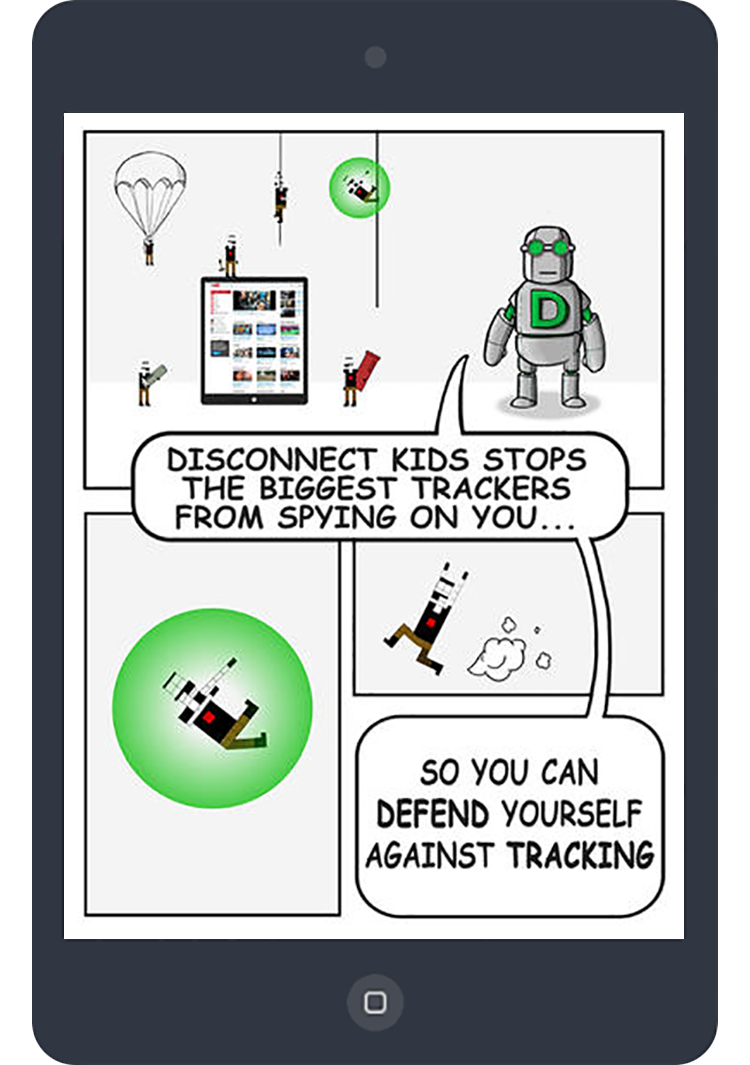 D
DISCONNECT KIDS STOPS
THE BIGGEST TRACKERS
FROM SPYING ON YOU...
SO YOU CAN
DEFEND YOURSELF
AGAINST TRACKING